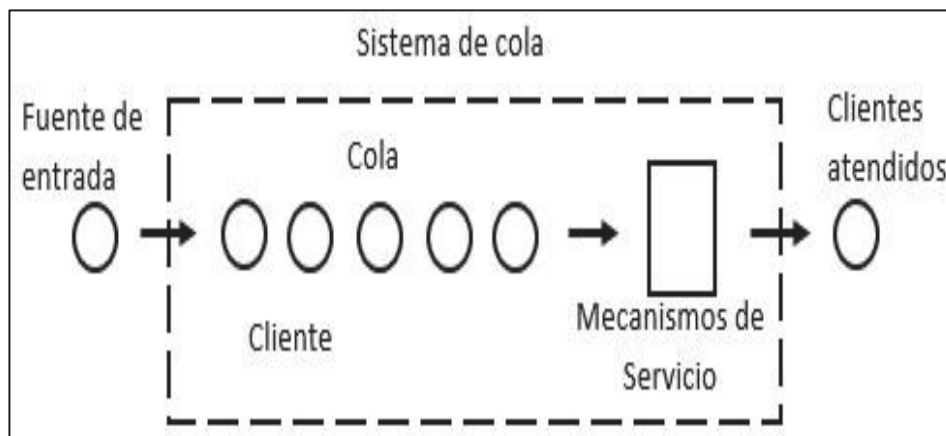 Sistema de cola
Fuente de
entrada
Cola
Clientes
atendidos
Cliente
Mecanismos de
Servicio